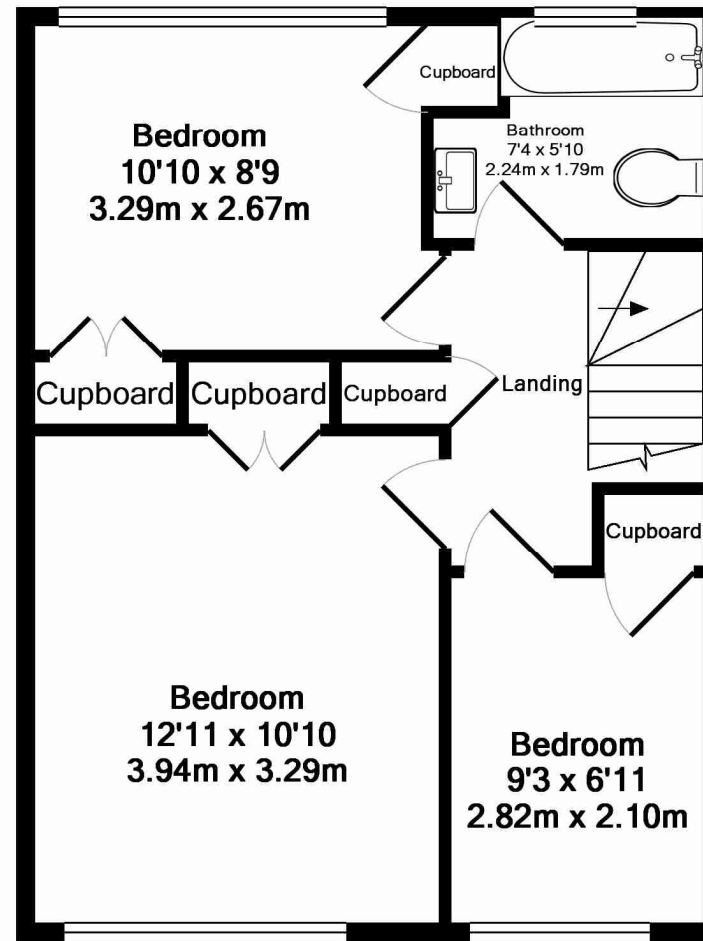 Cupboard
Bedroom
10'10 x 8'9
3.29m x 2.67m
Bathroom
7'4 x 5'10
2.24m x 1.79m
Cupboard
Cupboard
Cupboard
Landing
Cupboard
Bedroom
12'11 x 10'10
3.94m x 3.29m
Bedroom
9'3 x 6'11
2.82m x 2.10m